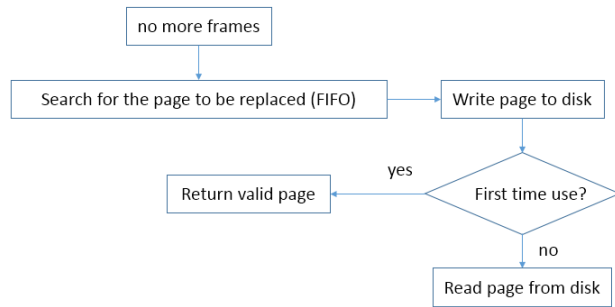 no more frames
Search for the page to be replaced (FIFO)
Write page to disk
yes
Return valid page
First time use?
no
Read page from disk